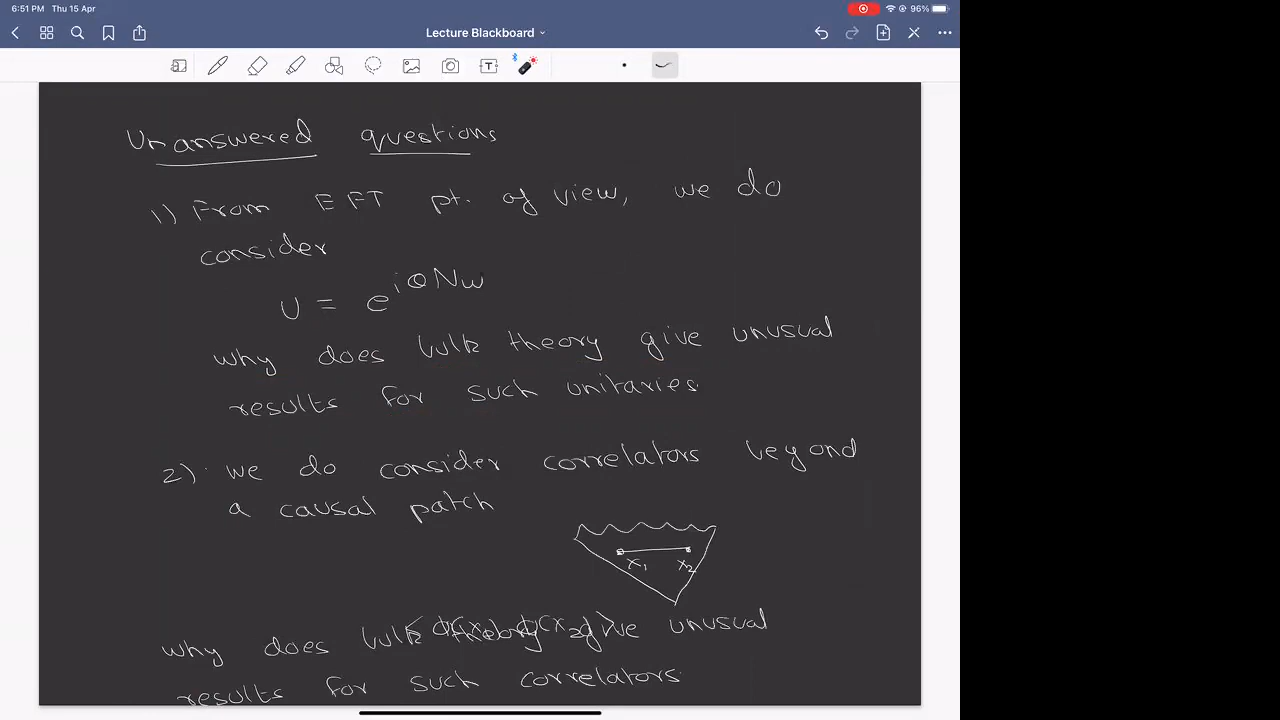 6:51 PM Thu 15 Apr
96%
Lecture Blackboard
Unanswered questions
1) From EFT pt. of view, we do
consider
U = e^{iθNω}
why does bulk theory give unusual
results for such unitaries.
2) we do consider correlators beyond
a causal patch
x₁ x₂
why does bulk theory give unusual
results for such correlators.